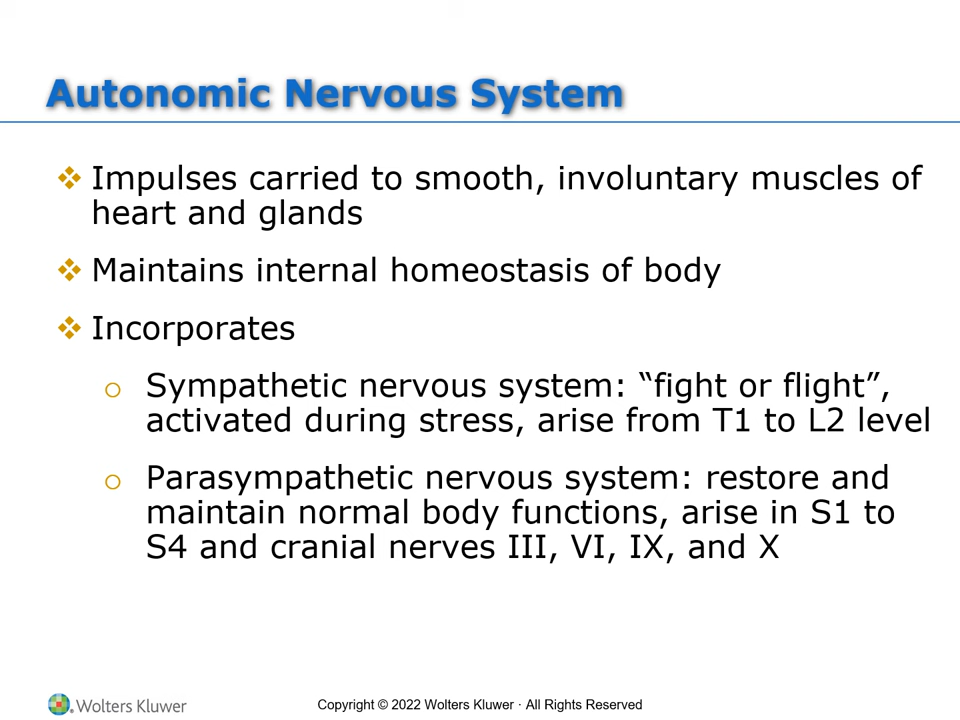 Autonomic Nervous System
❖ Impulses carried to smooth, involuntary muscles of
heart and glands
❖ Maintains internal homeostasis of body
❖ Incorporates
o Sympathetic nervous system: “fight or flight”,
activated during stress, arise from T1 to L2 level
o Parasympathetic nervous system: restore and
maintain normal body functions, arise in S1 to
S4 and cranial nerves III, VI, IX, and X
Wolters Kluwer
Copyright © 2022 Wolters Kluwer · All Rights Reserved